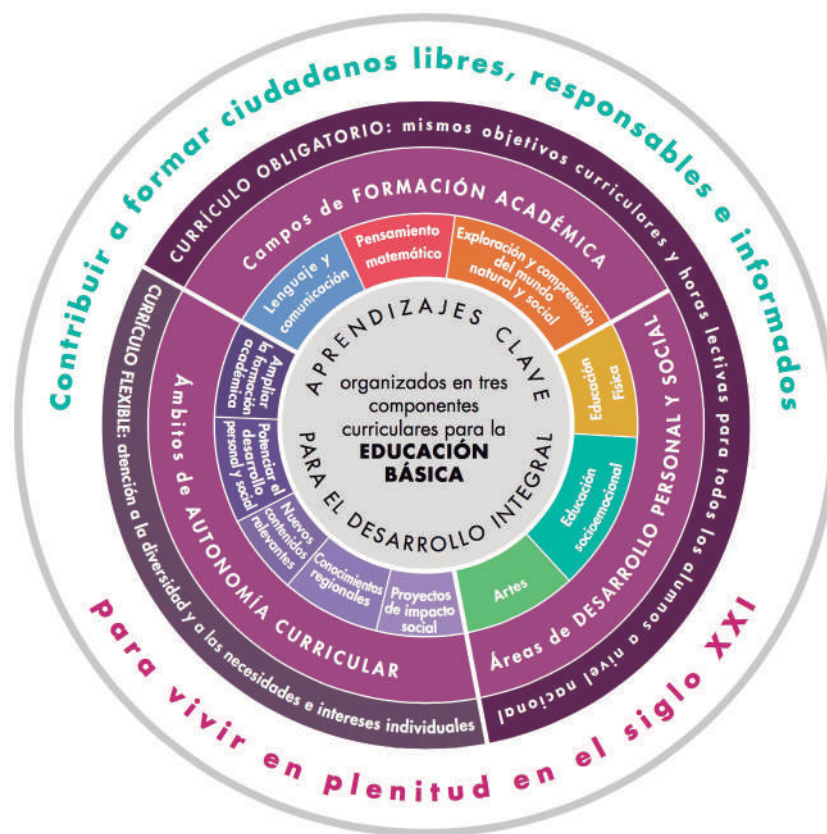 Contribuir a formar ciudadanos libres, responsables e informados
para vivir en plenitud en el siglo XXI
CURRÍCULO OBLIGATORIO: mismos objetivos curriculares y horas lectivas para todos los alumnos a nivel nacional
Campos de FORMACIÓN ACADÉMICA
Lenguaje y
comunicación
Pensamiento
matemático
Exploración y comprensión
del mundo
natural y social
Áreas de DESARROLLO PERSONAL Y SOCIAL
Educación
Física
Educación
socioemocional
Artes
CURRÍCULO FLEXIBLE: atención a la diversidad y a las necesidades e intereses individuales
Ámbitos de AUTONOMÍA CURRICULAR
Ampliar
la formación
académica
Potenciar el
desarrollo
personal y social
Nuevos
contenidos
relevantes
Conocimientos
regionales
Proyectos
de impacto
social
APRENDIZAJES CLAVE
organizados en tres
componentes
curriculares para la
EDUCACIÓN
BÁSICA
PARA EL DESARROLLO INTEGRAL